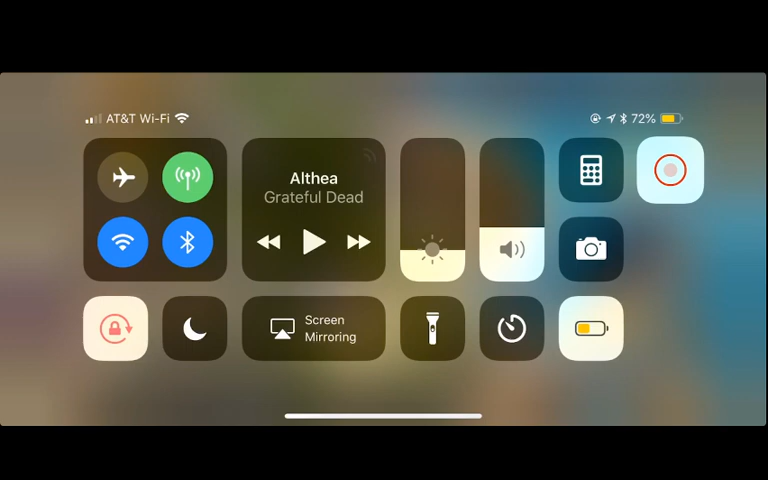 AT&T Wi-Fi
72%
Althea
Grateful Dead
Screen
Mirroring